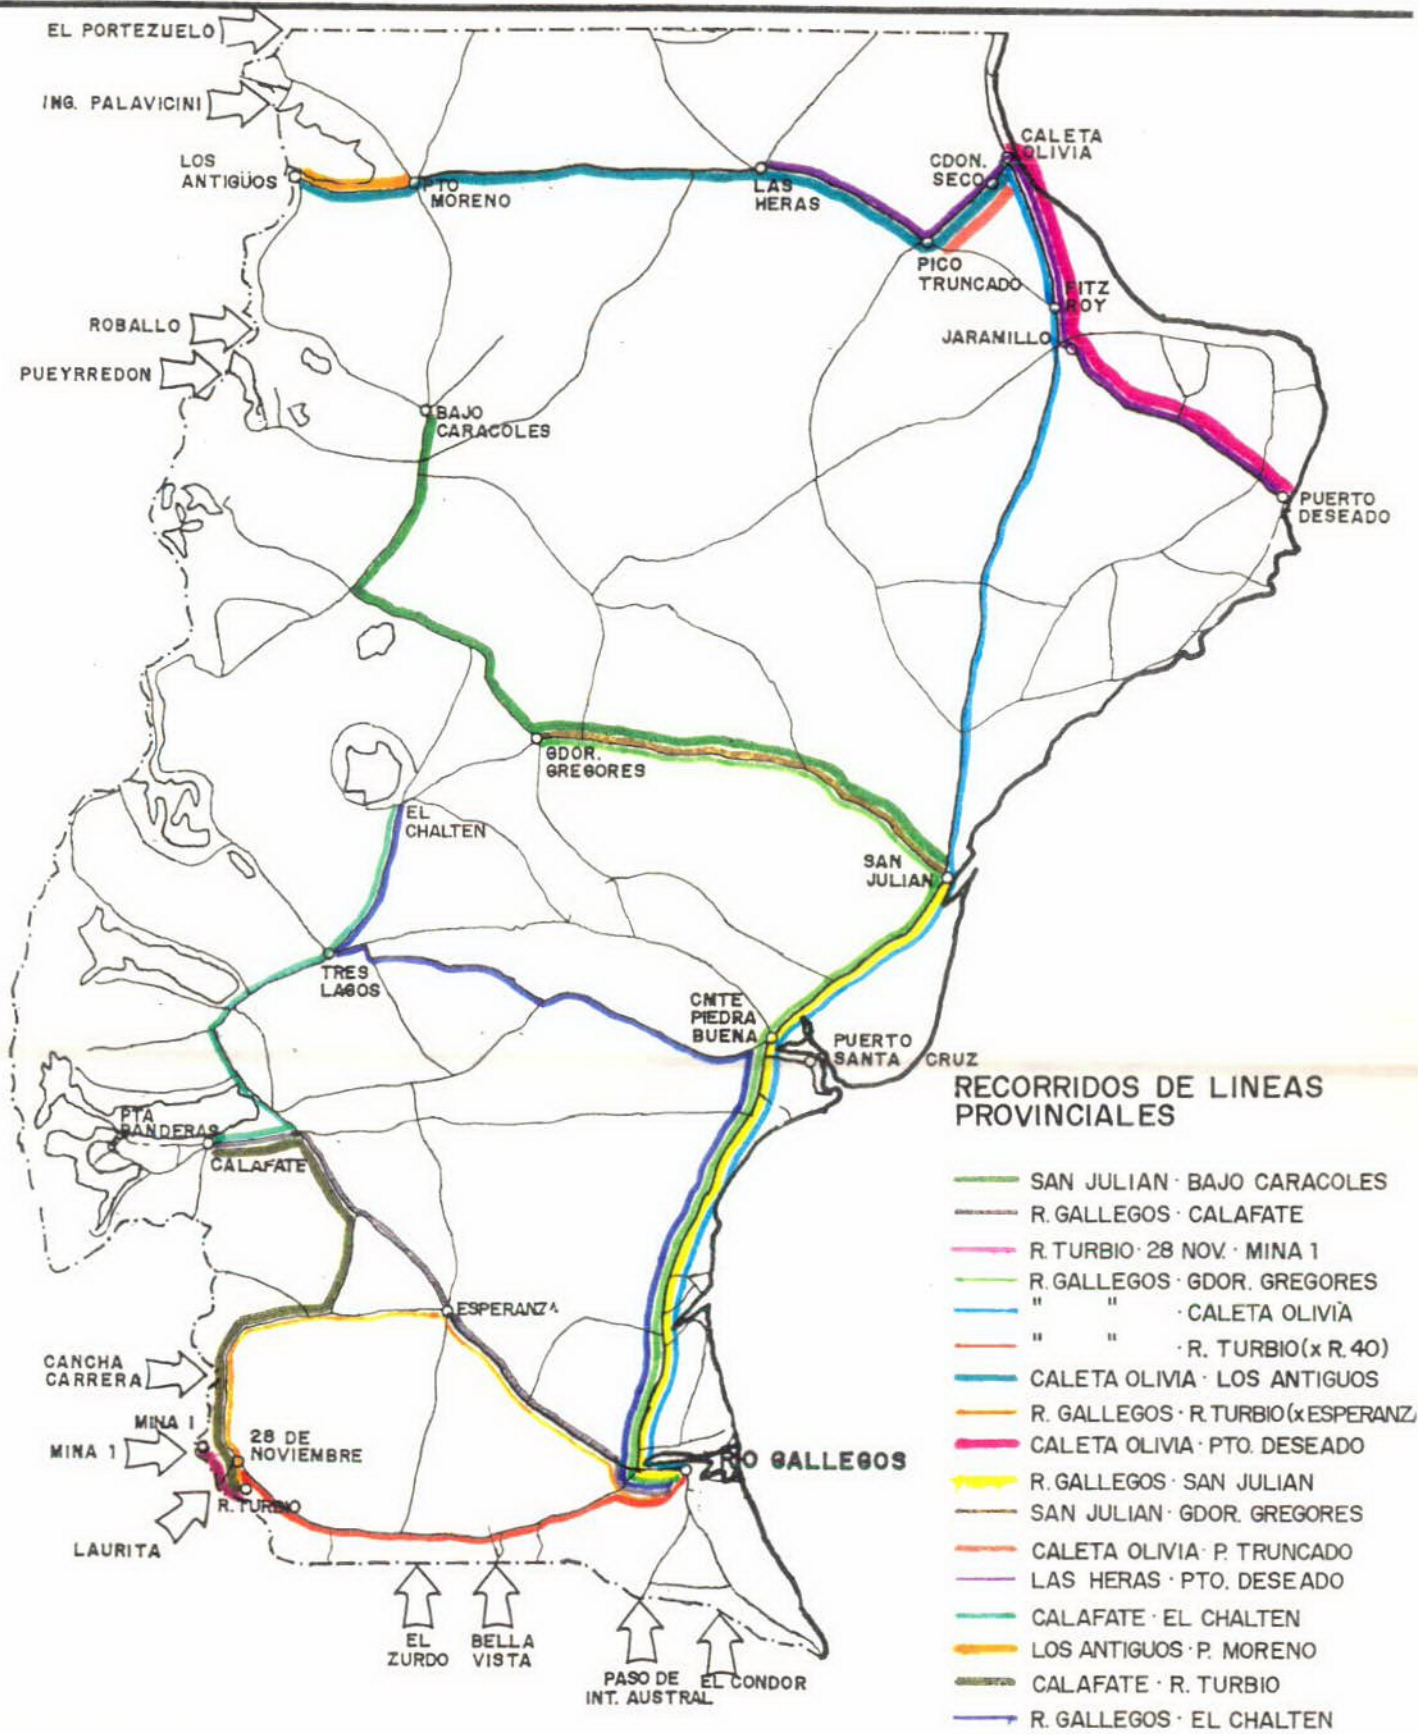 EL PORTEZUELO
ING. PALAVICINI
LOS
ANTIGÜOS
PTO
MORENO
LAS
HERAS
CDON.
SECO
CALETA
OLIVIA
PICO
TRUNCADO
FITZ
ROY
JARAMILLO
ROBALLO
PUEYRREDON
BAJO
CARACOLES
PUERTO
DESEADO
GDOR.
GREGORES
EL
CHALTEN
SAN
JULIAN
TRES
LAGOS
CMTE
PIEDRA
BUENA
PUERTO
SANTA CRUZ
PTA
BANDERAS
CALAFATE
ESPERANZA
CANCHA
CARRERA
MINA I
MINA 1
28 DE
NOVIEMBRE
RIO GALLEGOS
R. TURBIO
LAURITA
EL
ZURDO
BELLA
VISTA
PASO DE
INT. AUSTRAL
EL CONDOR
RECORRIDOS DE LINEAS
PROVINCIALES
SAN JULIAN · BAJO CARACOLES
R. GALLEGOS · CALAFATE
R. TURBIO · 28 NOV. · MINA 1
R. GALLEGOS · GDOR. GREGORES
" " · CALETA OLIVIA
" " · R. TURBIO (x R. 40)
CALETA OLIVIA · LOS ANTIGUOS
R. GALLEGOS · R. TURBIO (x ESPERANZA
CALETA OLIVIA · PTO. DESEADO
R. GALLEGOS · SAN JULIAN
SAN JULIAN · GDOR. GREGORES
CALETA OLIVIA · P. TRUNCADO
LAS HERAS · PTO. DESEADO
CALAFATE · EL CHALTEN
LOS ANTIGUOS · P. MORENO
CALAFATE · R. TURBIO
R. GALLEGOS · EL CHALTEN